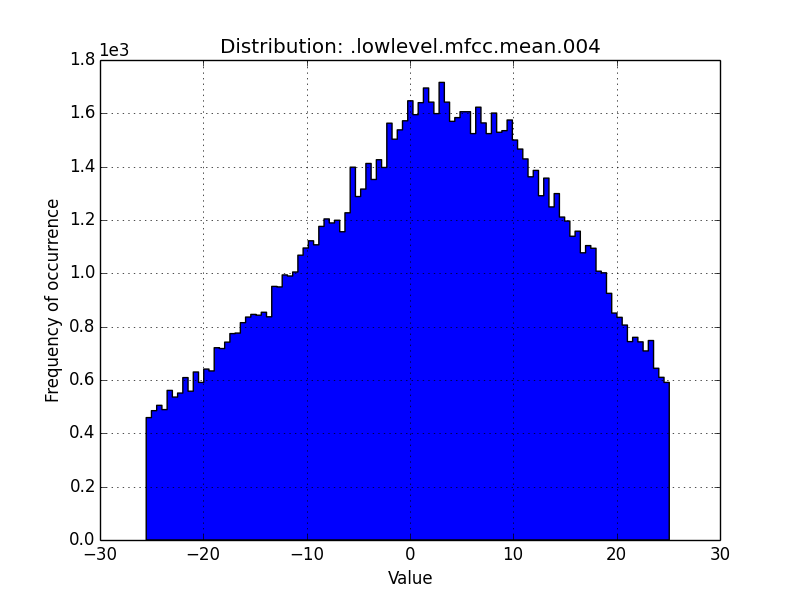 Distribution: .lowlevel.mfcc.mean.004
1e3
1.8
1.6
1.4
1.2
1.0
0.8
0.6
0.4
0.2
0.0
Frequency of occurrence
−30 −20 −10 0 10 20 30
Value